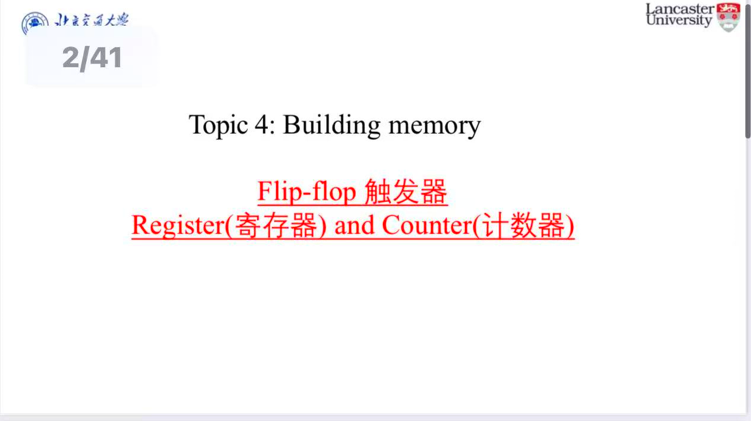 北京交通大学
Lancaster
University
2/41
Topic 4: Building memory
Flip-flop 触发器
Register(寄存器) and Counter(计数器)